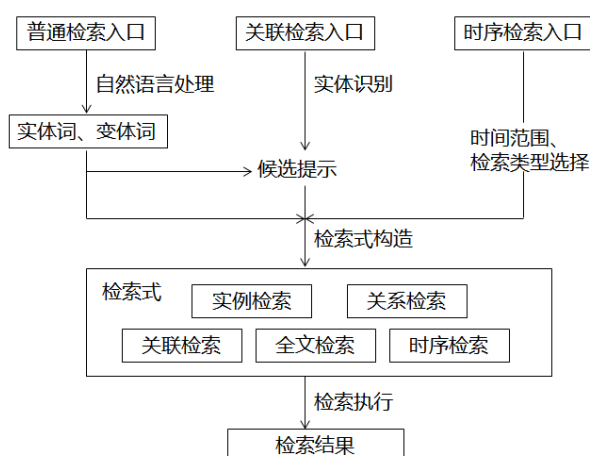 普通检索入口
关联检索入口
时序检索入口
自然语言处理
实体识别
实体词、变体词
时间范围、
检索类型选择
候选提示
检索式构造
检索式
实例检索
关系检索
关联检索
全文检索
时序检索
检索执行
检索结果